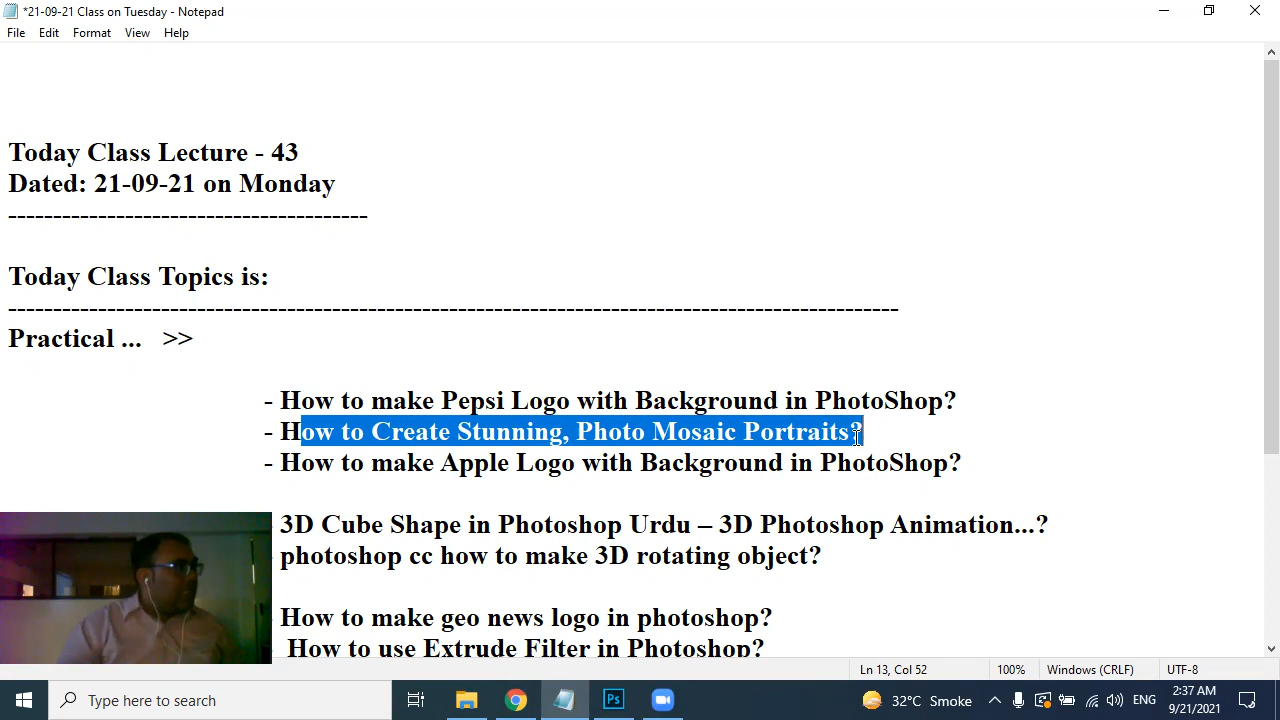 *21-09-21 Class on Tuesday - Notepad
File Edit Format View Help
Today Class Lecture - 43
Dated: 21-09-21 on Monday
----------------------------------------
Today Class Topics is:
---------------------------------------------------------------------------------------------------
Practical ... >>
- How to make Pepsi Logo with Background in PhotoShop?
- How to Create Stunning, Photo Mosaic Portraits?
- How to make Apple Logo with Background in PhotoShop?
3D Cube Shape in Photoshop Urdu – 3D Photoshop Animation...?
photoshop cc how to make 3D rotating object?
How to make geo news logo in photoshop?
How to use Extrude Filter in Photoshop?
Ln 13, Col 52 100% Windows (CRLF) UTF-8
Type here to search Ps 32°C Smoke ENG 2:37 AM
9/21/2021